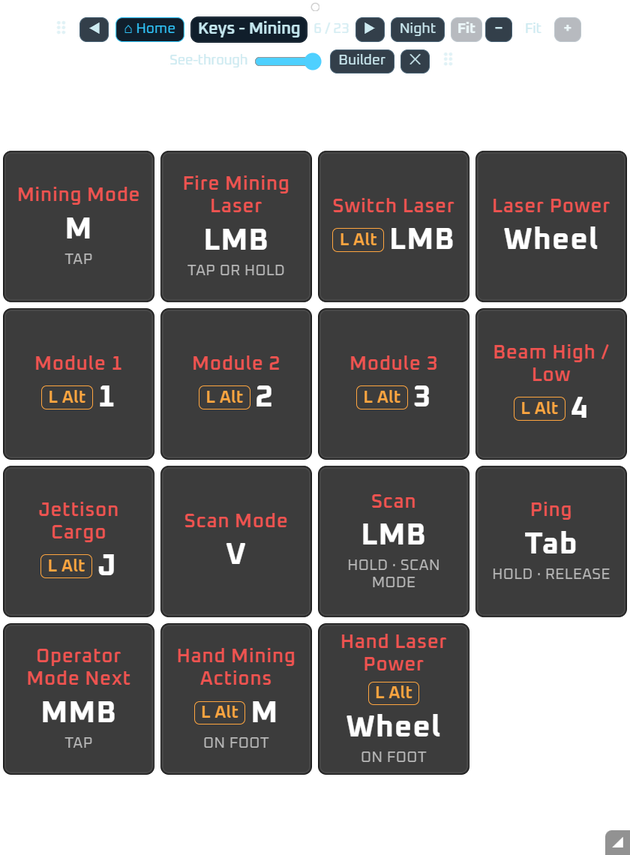 ◀ ⌂ Home Keys - Mining 6 / 23 ▶ Night Fit − Fit +
See-through Builder ✕
Mining Mode
M
TAP
Fire Mining
Laser
LMB
TAP OR HOLD
Switch Laser
L Alt LMB
Laser Power
Wheel
Module 1
L Alt 1
Module 2
L Alt 2
Module 3
L Alt 3
Beam High /
Low
L Alt 4
Jettison
Cargo
L Alt J
Scan Mode
V
Scan
LMB
HOLD · SCAN
MODE
Ping
Tab
HOLD · RELEASE
Operator
Mode Next
MMB
TAP
Hand Mining
Actions
L Alt M
ON FOOT
Hand Laser
Power
L Alt
Wheel
ON FOOT